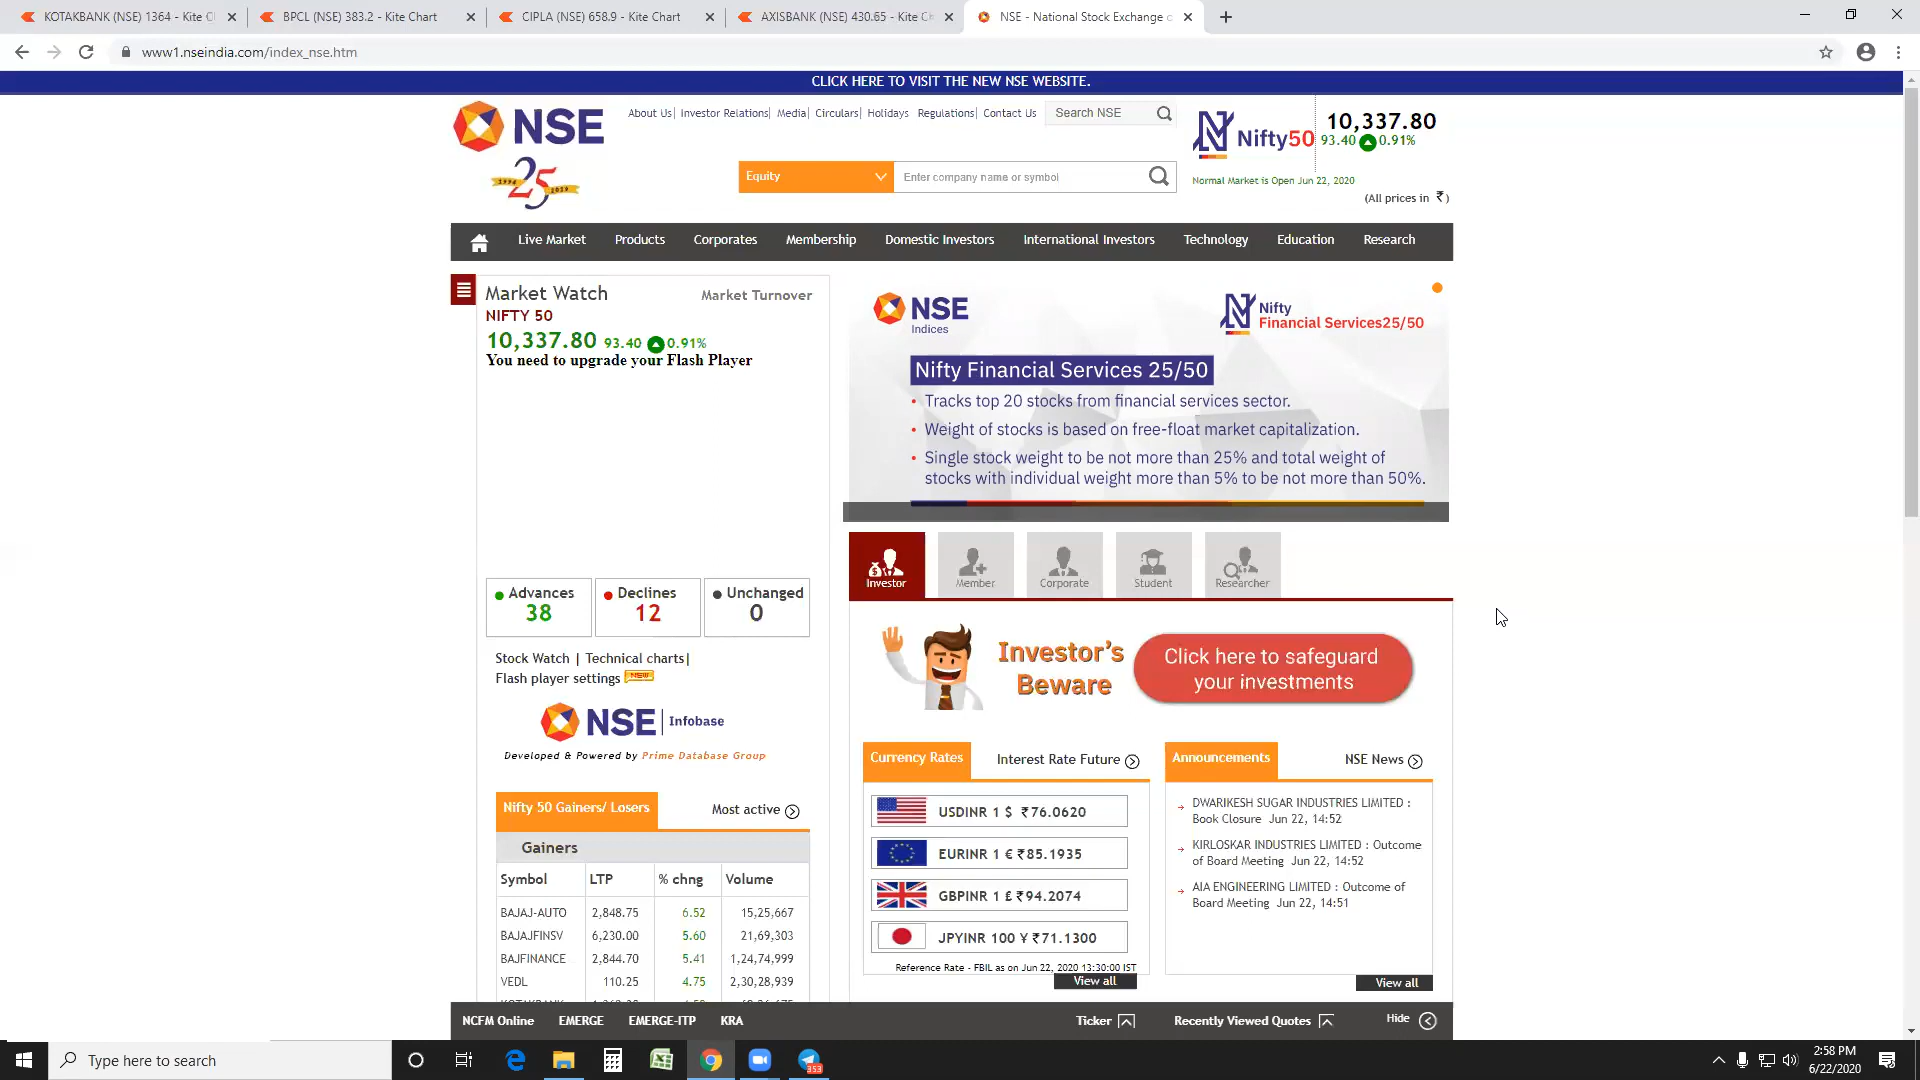 KOTAKBANK (NSE) 1364 - Kite C
BPCL (NSE) 383.2 - Kite Chart
CIPLA (NSE) 658.9 - Kite Chart
AXISBANK (NSE) 430.65 - Kite Ch
NSE - National Stock Exchange o
www1.nseindia.com/index_nse.htm
CLICK HERE TO VISIT THE NEW NSE WEBSITE.
NSE
1994 25 2019
About Us| Investor Relations| Media| Circulars| Holidays Regulations| Contact Us
Search NSE
Equity
Enter company name or symbol
Nifty50
10,337.80
93.40 0.91%
Normal Market is Open Jun 22, 2020
(All prices in ₹)
Live Market Products Corporates Membership Domestic Investors International Investors Technology Education Research
Market Watch
Market Turnover
NIFTY 50
10,337.80 93.40 0.91%
You need to upgrade your Flash Player
NSE
Indices
Nifty
Financial Services25/50
Nifty Financial Services 25/50
• Tracks top 20 stocks from financial services sector.
• Weight of stocks is based on free-float market capitalization.
• Single stock weight to be not more than 25% and total weight of
stocks with individual weight more than 5% to be not more than 50%.
Investor Member Corporate Student Researcher
Advances
38
Declines
12
Unchanged
0
Stock Watch | Technical charts|
Flash player settings NEW
NSE Infobase
Developed & Powered by Prime Database Group
Investor's
Beware
Click here to safeguard
your investments
Nifty 50 Gainers/ Losers
Most active
Gainers
Symbol LTP % chng Volume
BAJAJ-AUTO 2,848.75 6.52 15,25,667
BAJAJFINSV 6,230.00 5.60 21,69,303
BAJFINANCE 2,844.70 5.41 1,24,74,999
VEDL 110.25 4.75 2,30,28,939
Currency Rates
Interest Rate Future
USDINR 1 $ ₹76.0620
EURINR 1 € ₹85.1935
GBPINR 1 £ ₹94.2074
JPYINR 100 ¥ ₹71.1300
Reference Rate - FBIL as on Jun 22, 2020 13:30:00 IST
View all
Announcements
NSE News
DWARIKESH SUGAR INDUSTRIES LIMITED :
Book Closure Jun 22, 14:52
KIRLOSKAR INDUSTRIES LIMITED : Outcome
of Board Meeting Jun 22, 14:52
AIA ENGINEERING LIMITED : Outcome of
Board Meeting Jun 22, 14:51
View all
NCFM Online EMERGE EMERGE-ITP KRA
Ticker
Recently Viewed Quotes
Hide
Type here to search
353
2:58 PM
6/22/2020